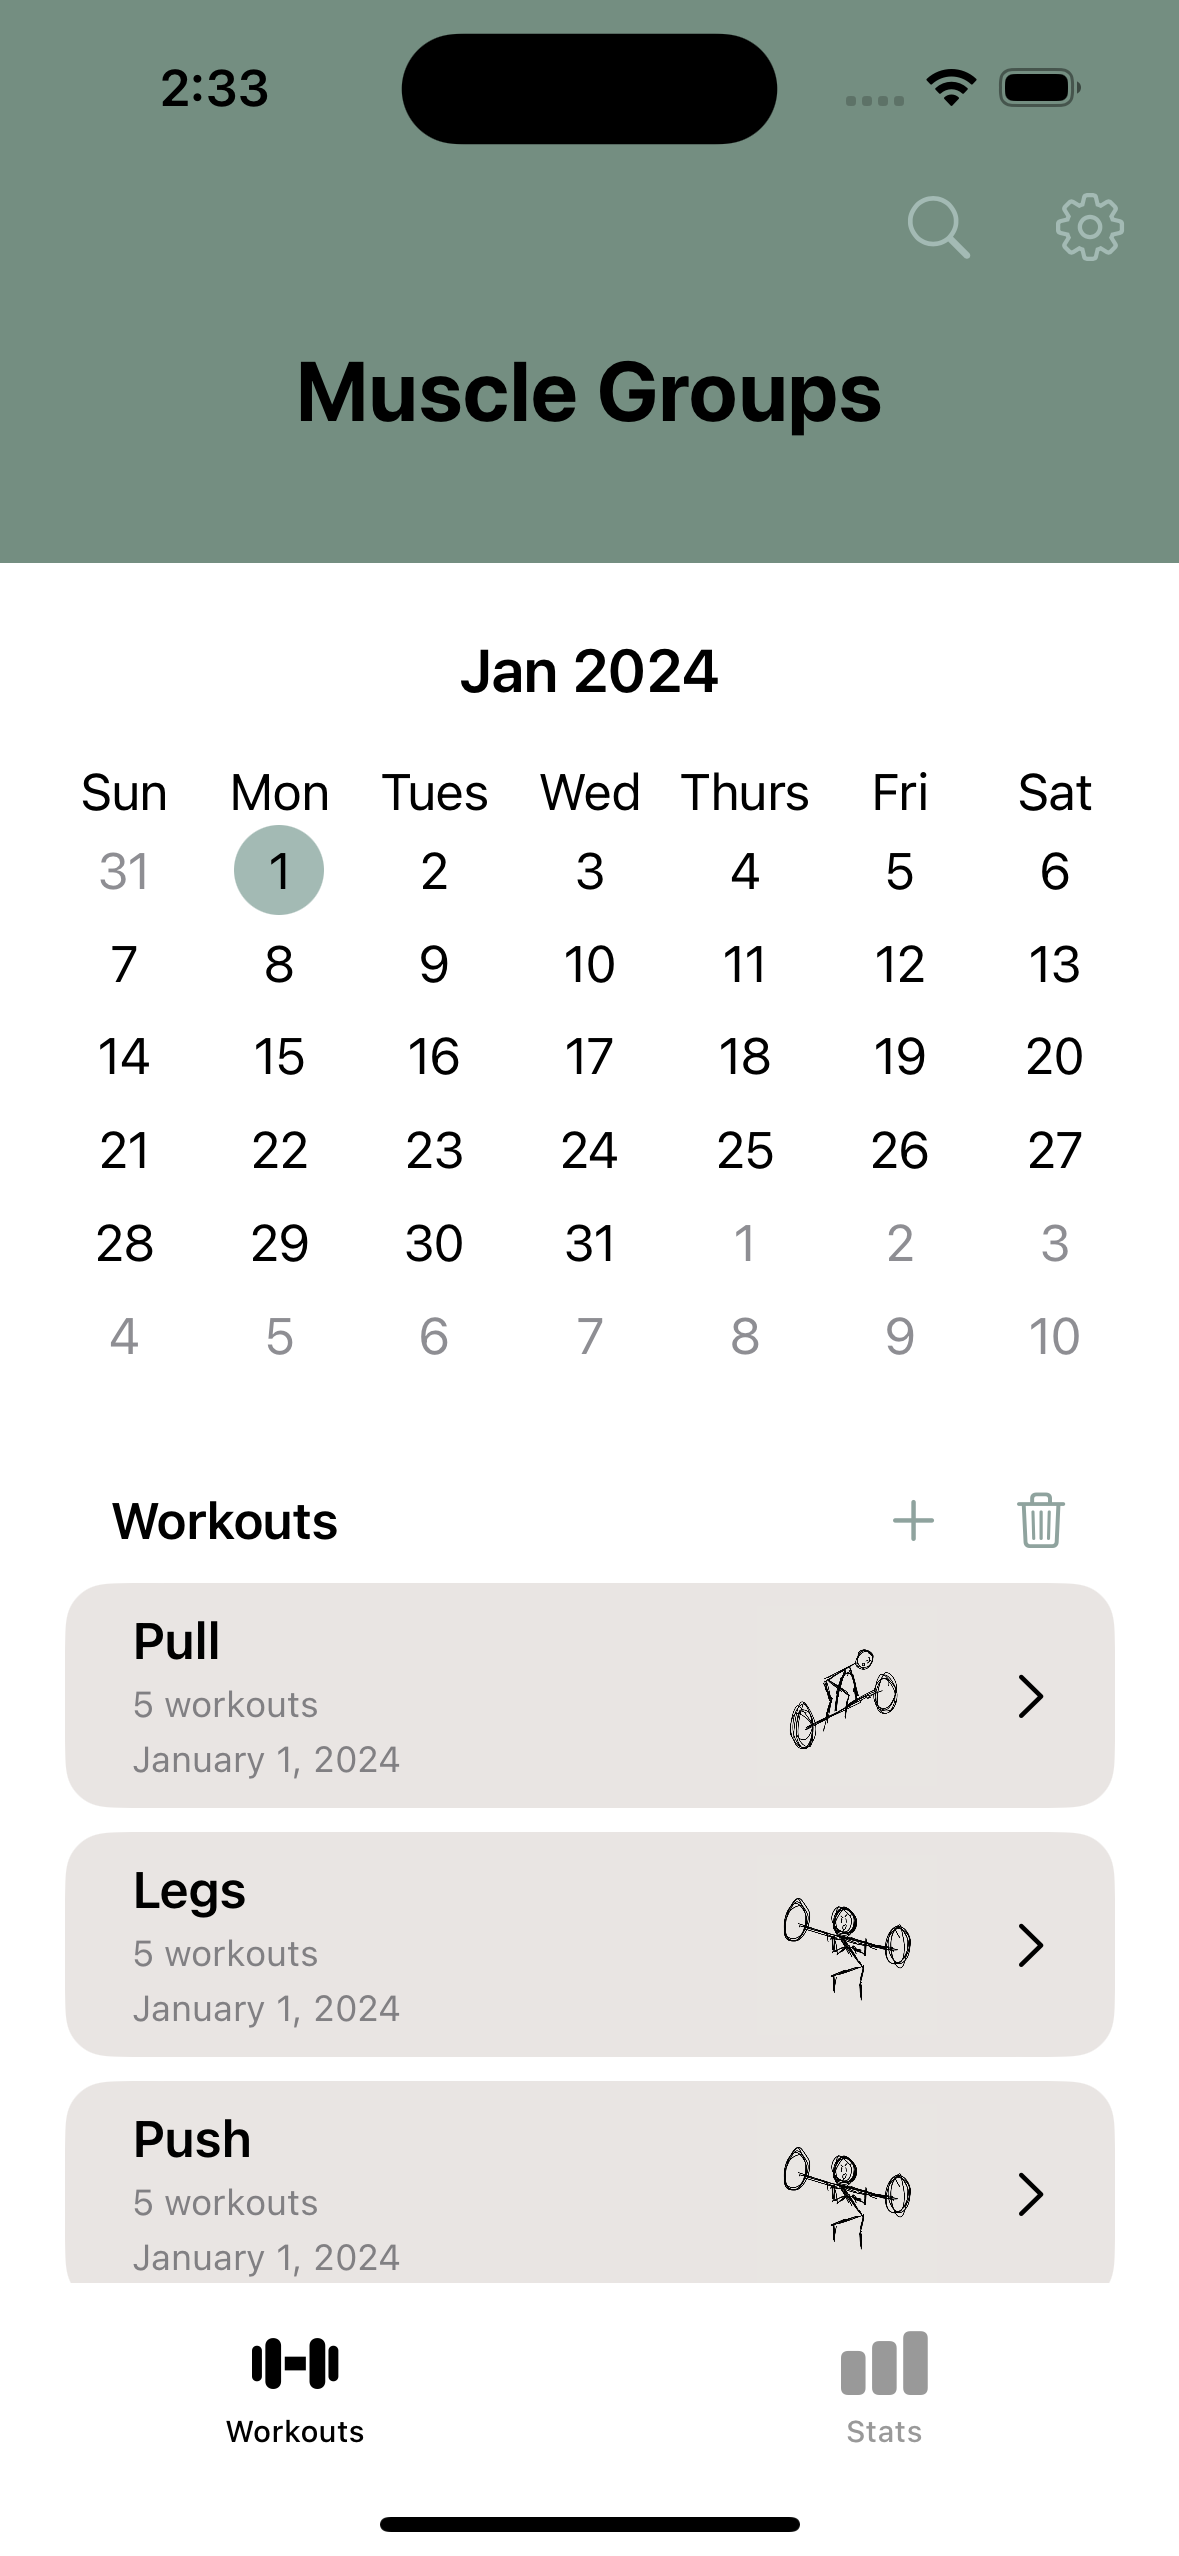 2:33
Muscle Groups
Jan 2024
Sun Mon Tues Wed Thurs Fri Sat
31 1 2 3 4 5 6
7 8 9 10 11 12 13
14 15 16 17 18 19 20
21 22 23 24 25 26 27
28 29 30 31 1 2 3
4 5 6 7 8 9 10
Workouts
Pull
5 workouts
January 1, 2024
Legs
5 workouts
January 1, 2024
Push
5 workouts
January 1, 2024
Workouts Stats